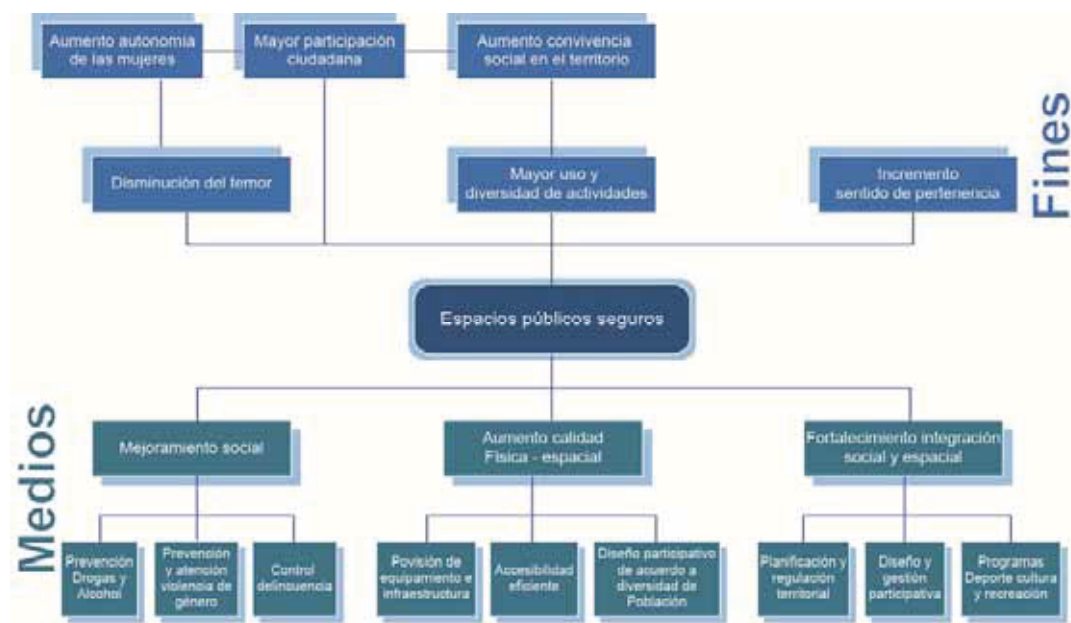 Aumento autonomía
de las mujeres
Mayor participación
ciudadana
Aumento convivencia
social en el territorio
Disminución del temor
Mayor uso y
diversidad de actividades
Incremento
sentido de pertenencia
Fines
Espacios públicos seguros
Medios
Mejoramiento social
Aumento calidad
Física - espacial
Fortalecimiento integración
social y espacial
Prevención
Drogas y
Alcohol
Prevención
y atención
violencia de
género
Control
delincuencia
Povisión de
equipamiento e
infraestructura
Accesibilidad
eficiente
Diseño participativo
de acuerdo a
diversidad de
Población
Planificación y
regulación
territorial
Diseño y
gestión
participativa
Programas
Deporte cultura
y recreación